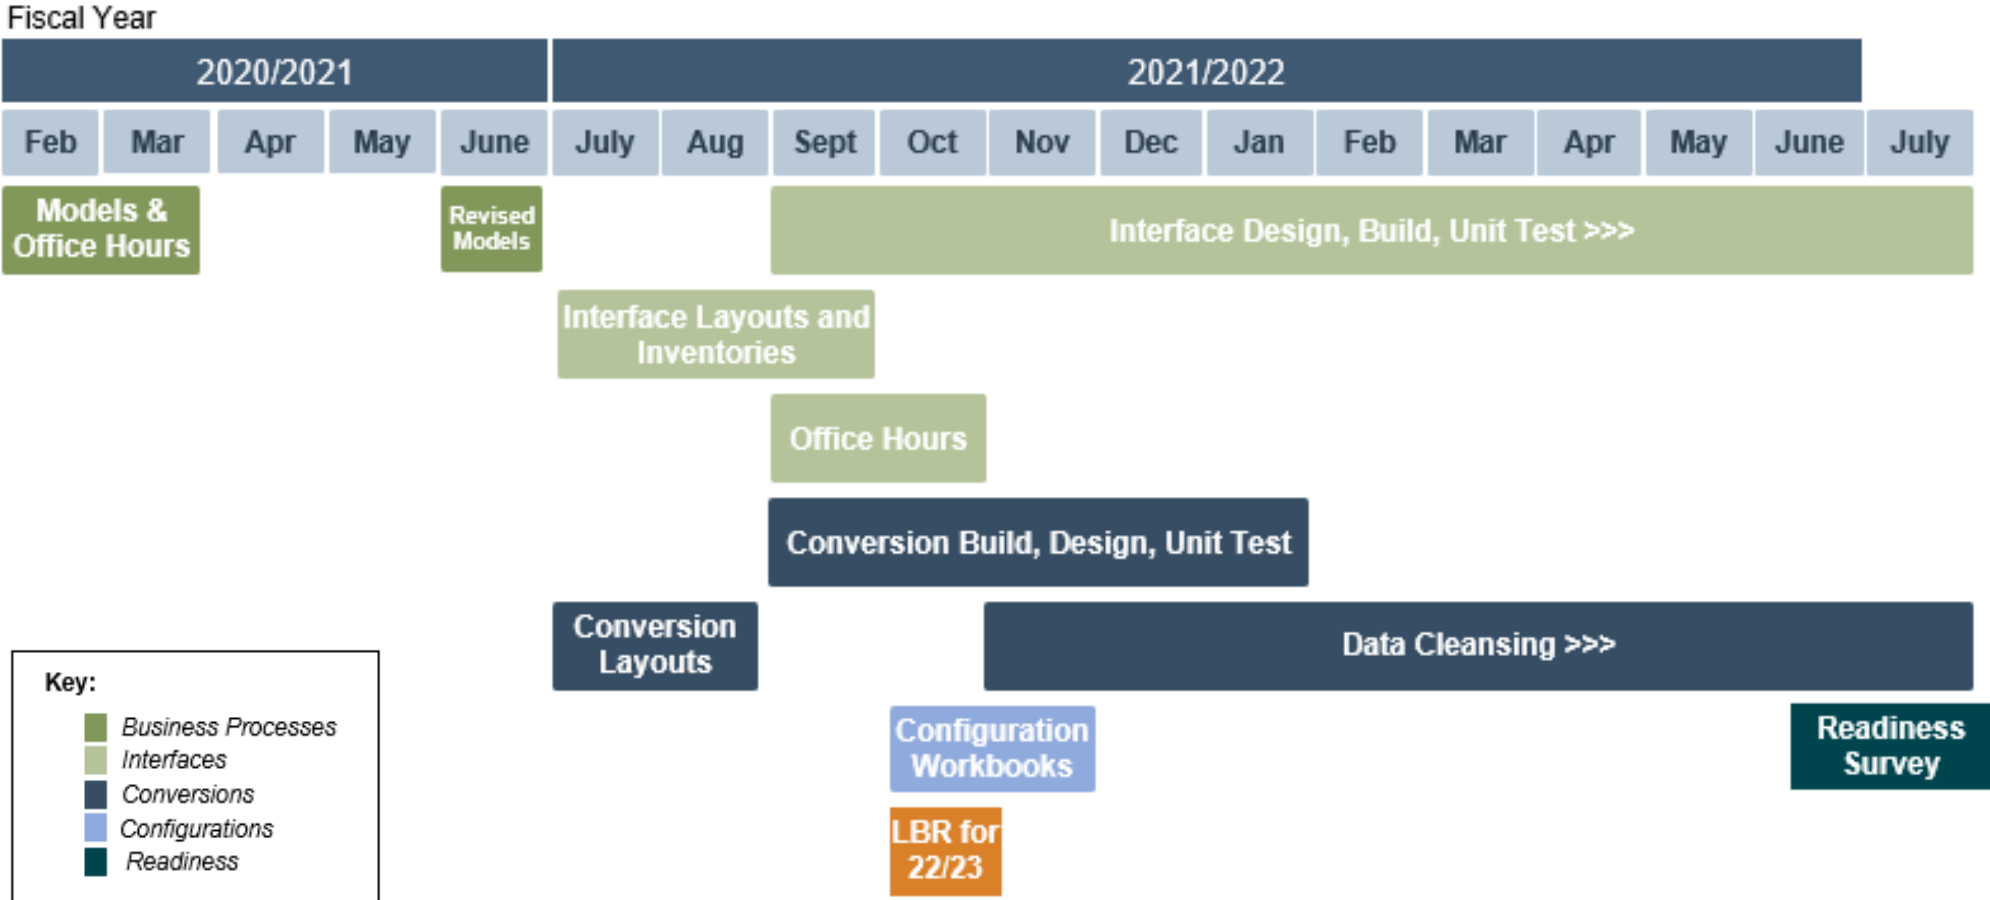 Fiscal Year
2020/2021
2021/2022
Feb
Mar
Apr
May
June
July
Aug
Sept
Oct
Nov
Dec
Jan
Feb
Mar
Apr
May
June
July
Models &
Office Hours
Revised
Models
Interface Design, Build, Unit Test >>>
Interface Layouts and
Inventories
Office Hours
Conversion Build, Design, Unit Test
Conversion
Layouts
Data Cleansing >>>
Configuration
Workbooks
Readiness
Survey
LBR for
22/23
Key:
Business Processes
Interfaces
Conversions
Configurations
Readiness